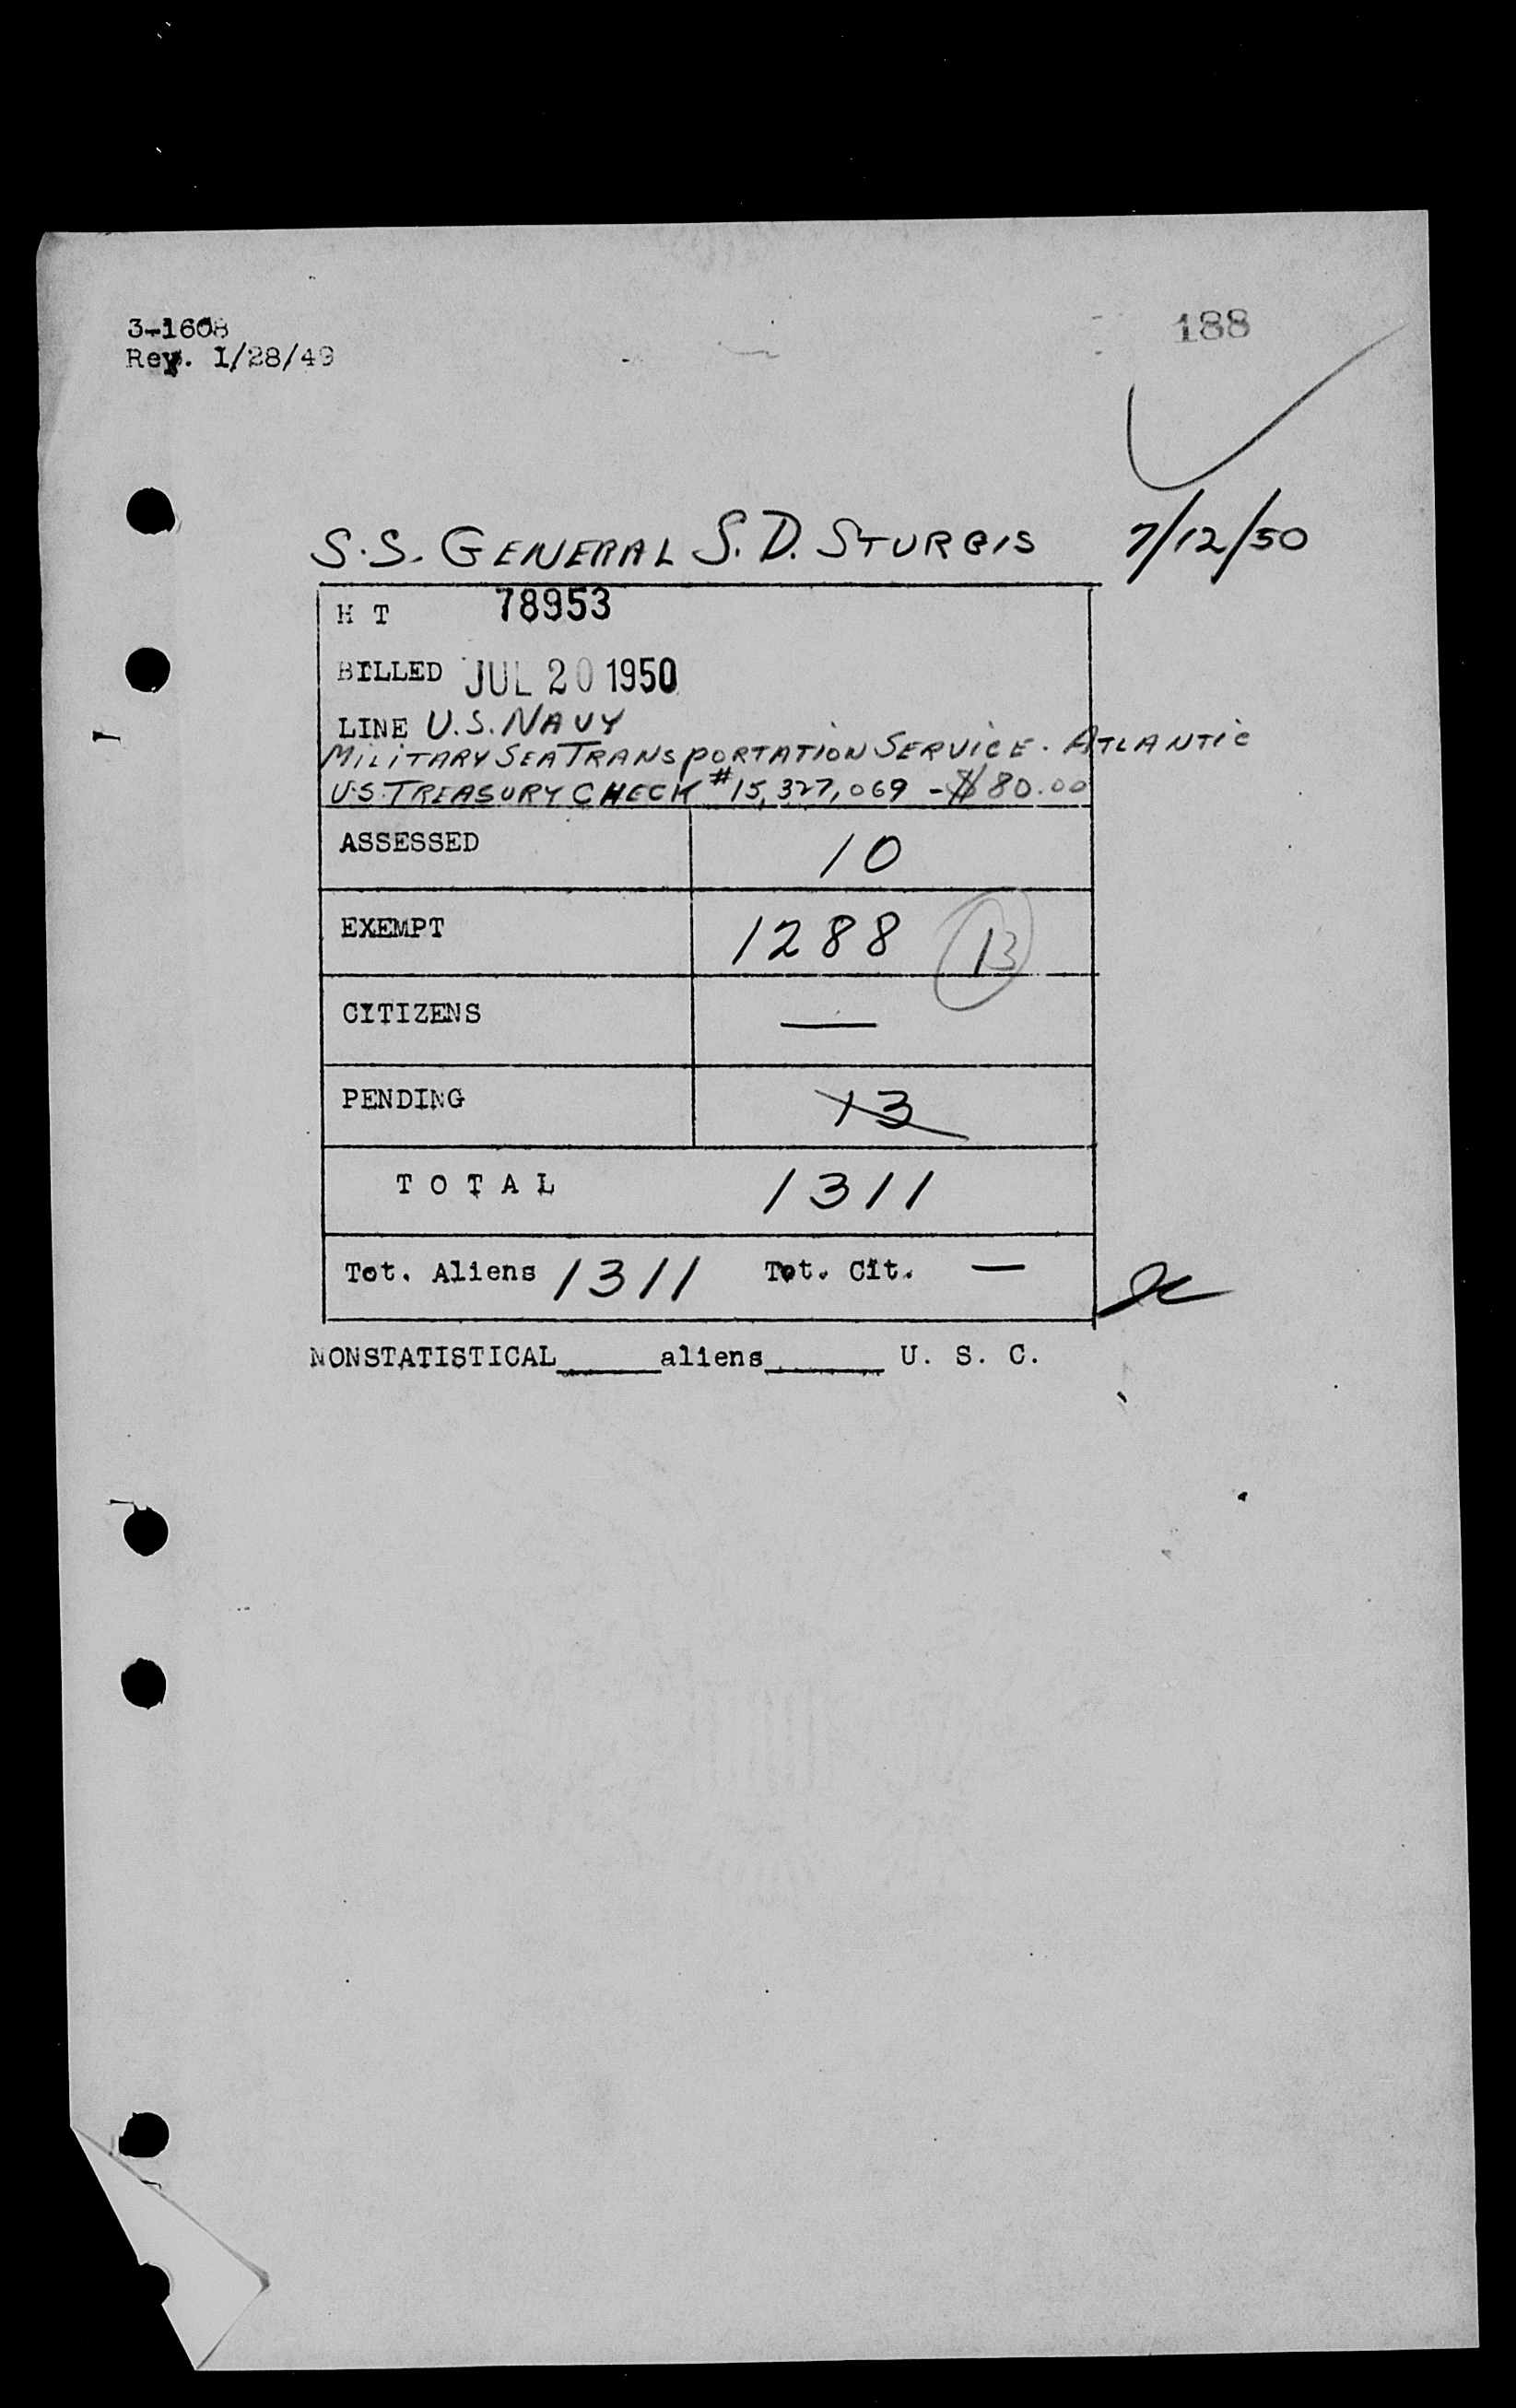 3-1608
188
Rev. 1/28/49
S.S. GENERAL S.D. STURGIS 7/12/50
H T 78953
BILLED JUL 20 1950
LINE U.S. NAVY
MILITARY SEA TRANSPORTATION SERVICE. ATLANTIC
U.S. TREASURY CHECK #15,327,069 - $80.00
ASSESSED 10
EXEMPT 1288 13
CITIZENS —
PENDING 13
TOTAL 1311
Tot. Aliens 1311 Tot. Cit. —
NONSTATISTICAL_____aliens______ U. S. C.